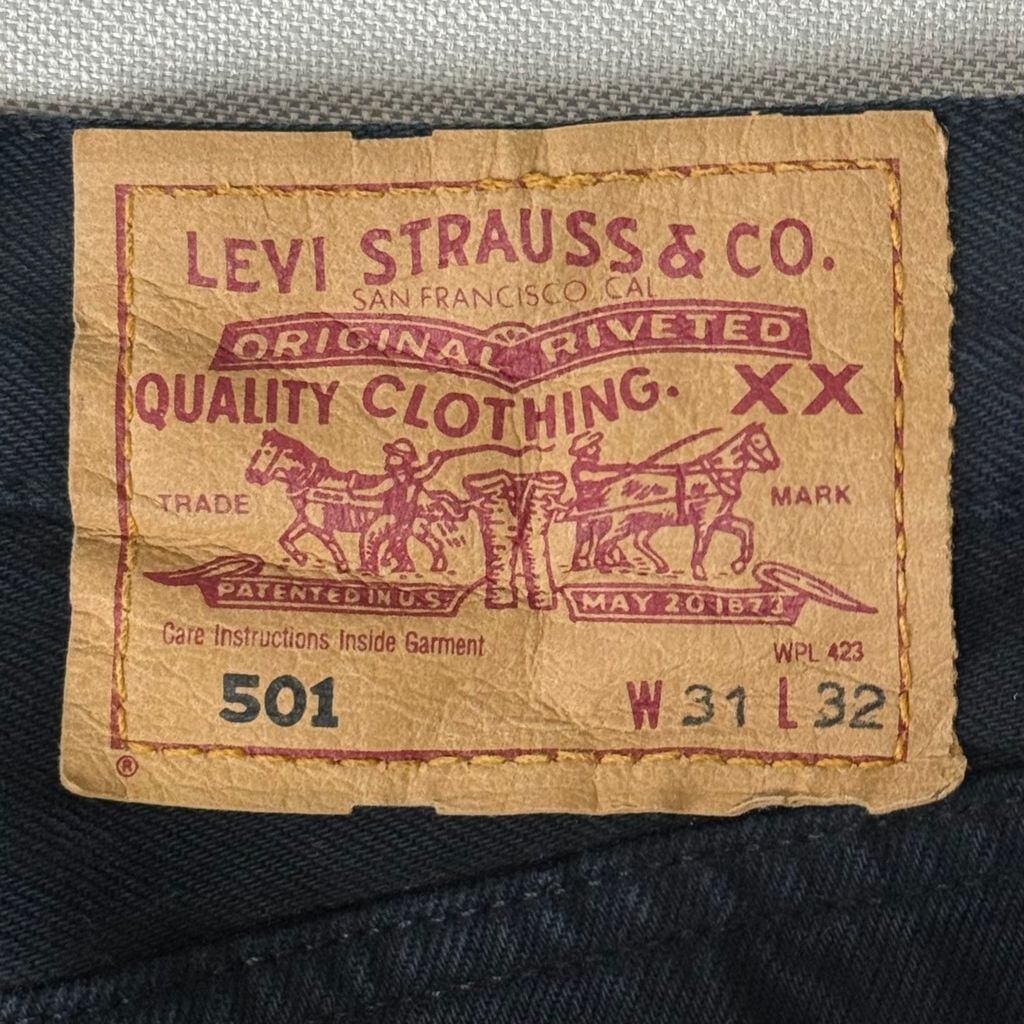 LEVI STRAUSS & CO.
SAN FRANCISCO, CAL
ORIGINAL RIVETED
QUALITY CLOTHING. XX
TRADE MARK
PATENTED IN U.S. MAY 20 1873
Care Instructions Inside Garment
WPL 423
501 W 31 L 32
®